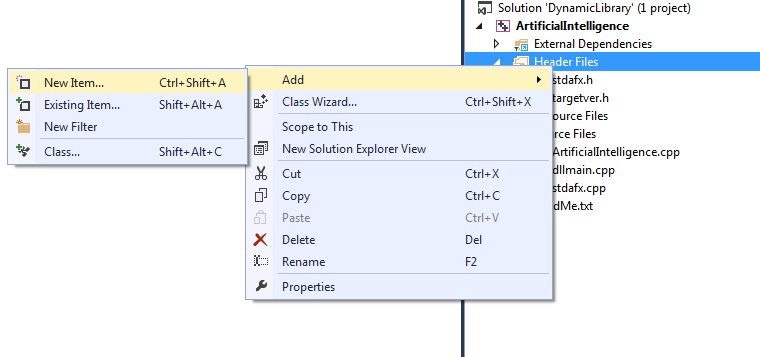 Solution 'DynamicLibrary' (1 project)
ArtificialIntelligence
External Dependencies
Header Files
stdafx.h
targetver.h
ource Files
rce Files
ArtificialIntelligence.cpp
dllmain.cpp
stdafx.cpp
dMe.txt
Add
Class Wizard... Ctrl+Shift+X
Scope to This
New Solution Explorer View
Cut Ctrl+X
Copy Ctrl+C
Paste Ctrl+V
Delete Del
Rename F2
Properties
New Item... Ctrl+Shift+A
Existing Item... Shift+Alt+A
New Filter
Class... Shift+Alt+C